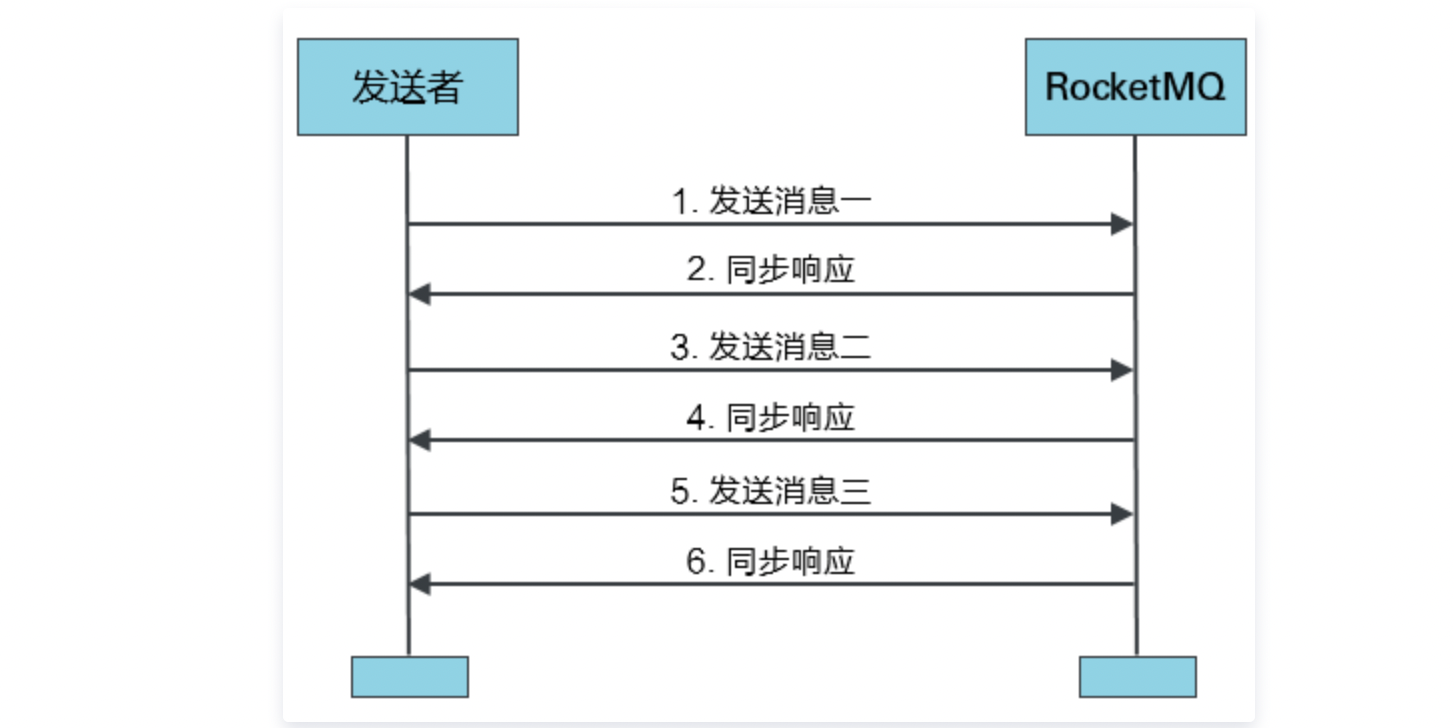 发送者
RocketMQ
1. 发送消息一
2. 同步响应
3. 发送消息二
4. 同步响应
5. 发送消息三
6. 同步响应